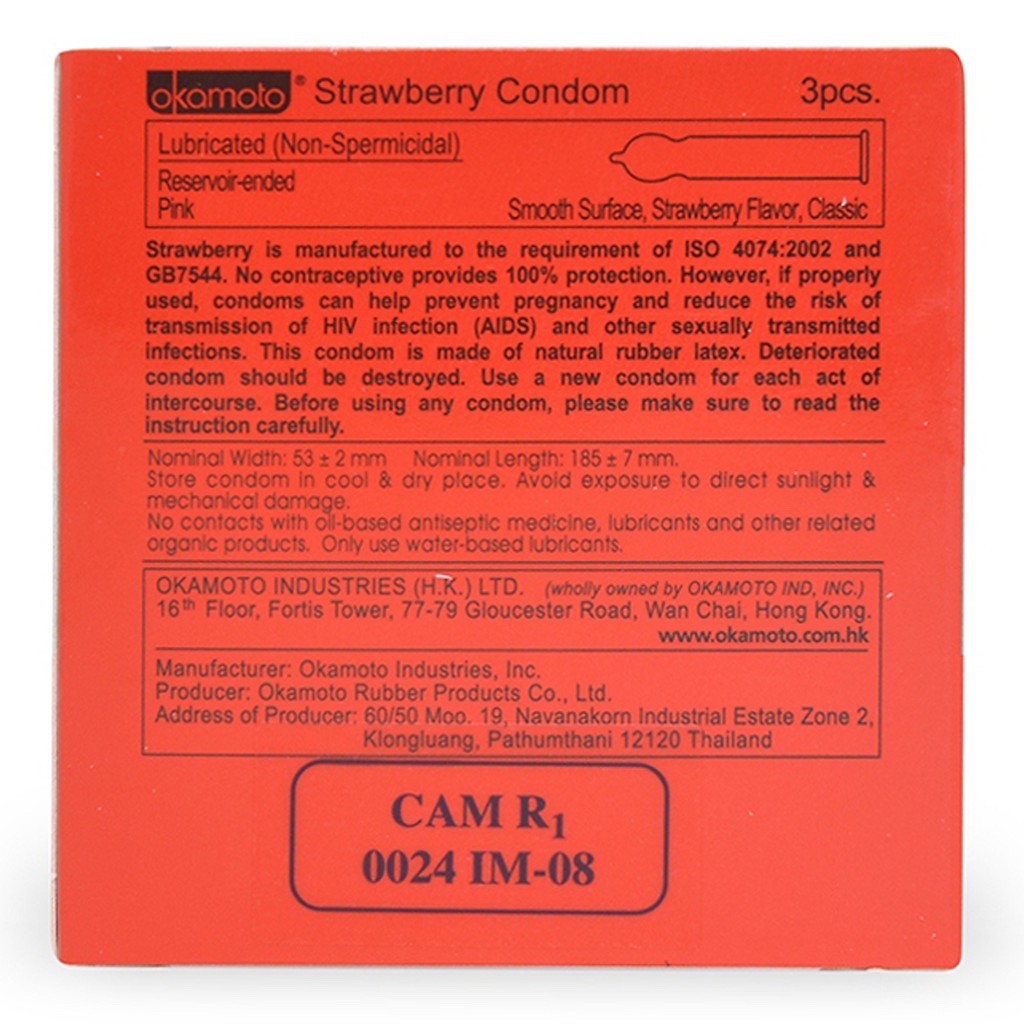 okamoto® Strawberry Condom 3pcs.
Lubricated (Non-Spermicidal)
Reservoir-ended
Pink Smooth Surface, Strawberry Flavor, Classic
Strawberry is manufactured to the requirement of ISO 4074:2002 and
GB7544. No contraceptive provides 100% protection. However, if properly
used, condoms can help prevent pregnancy and reduce the risk of
transmission of HIV infection (AIDS) and other sexually transmitted
infections. This condom is made of natural rubber latex. Deteriorated
condom should be destroyed. Use a new condom for each act of
intercourse. Before using any condom, please make sure to read the
instruction carefully.
Nominal Width: 53 ± 2 mm Nominal Length: 185 ± 7 mm.
Store condom in cool & dry place. Avoid exposure to direct sunlight &
mechanical damage.
No contacts with oil-based antiseptic medicine, lubricants and other related
organic products. Only use water-based lubricants.
OKAMOTO INDUSTRIES (H.K.) LTD. (wholly owned by OKAMOTO IND, INC.)
16th Floor, Fortis Tower, 77-79 Gloucester Road, Wan Chai, Hong Kong.
www.okamoto.com.hk
Manufacturer: Okamoto Industries, Inc.
Producer: Okamoto Rubber Products Co., Ltd.
Address of Producer: 60/50 Moo. 19, Navanakorn Industrial Estate Zone 2,
Klongluang, Pathumthani 12120 Thailand
CAM R1
0024 IM-08